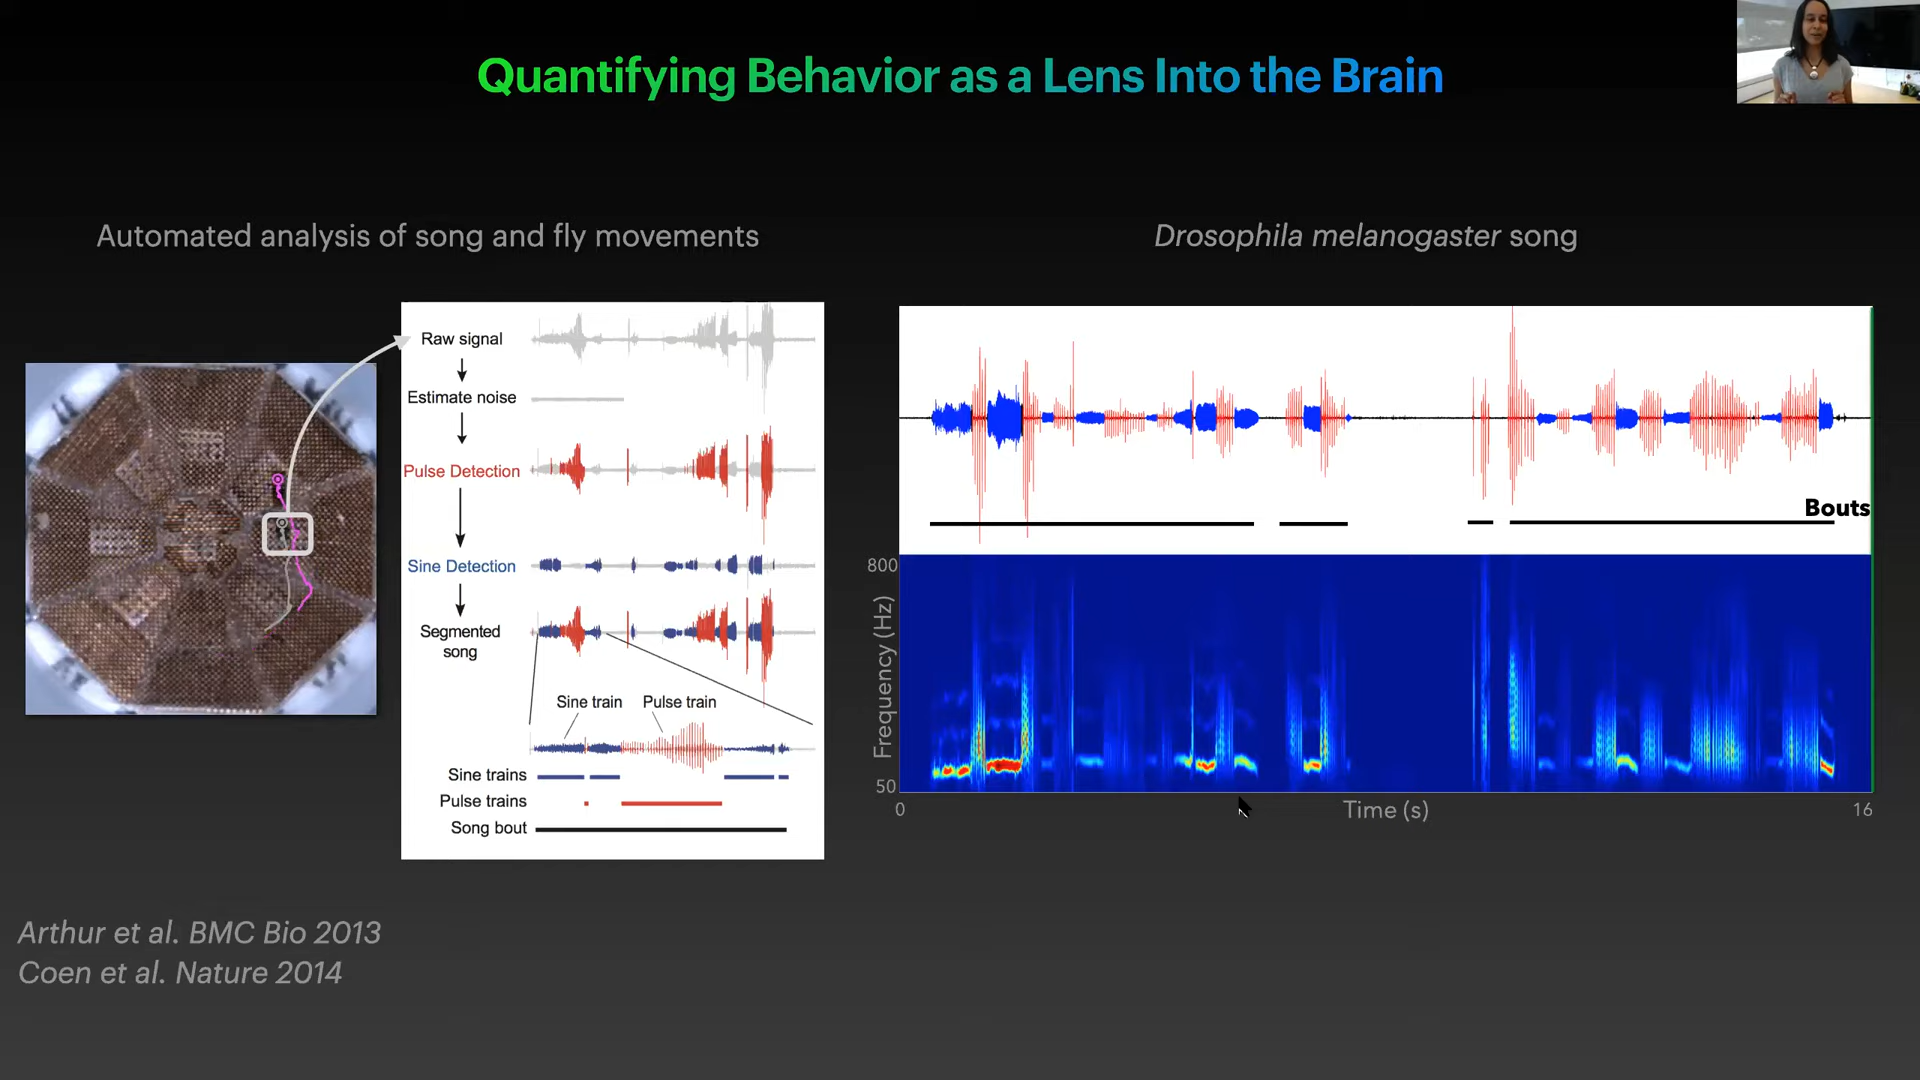 Quantifying Behavior as a Lens Into the Brain
Automated analysis of song and fly movements
Raw signal
Estimate noise
Pulse Detection
Sine Detection
Segmented
song
Sine train
Pulse train
Sine trains
Pulse trains
Song bout
Drosophila melanogaster song
Bouts
800
Frequency (Hz)
50
0
Time (s)
16
Arthur et al. BMC Bio 2013
Coen et al. Nature 2014